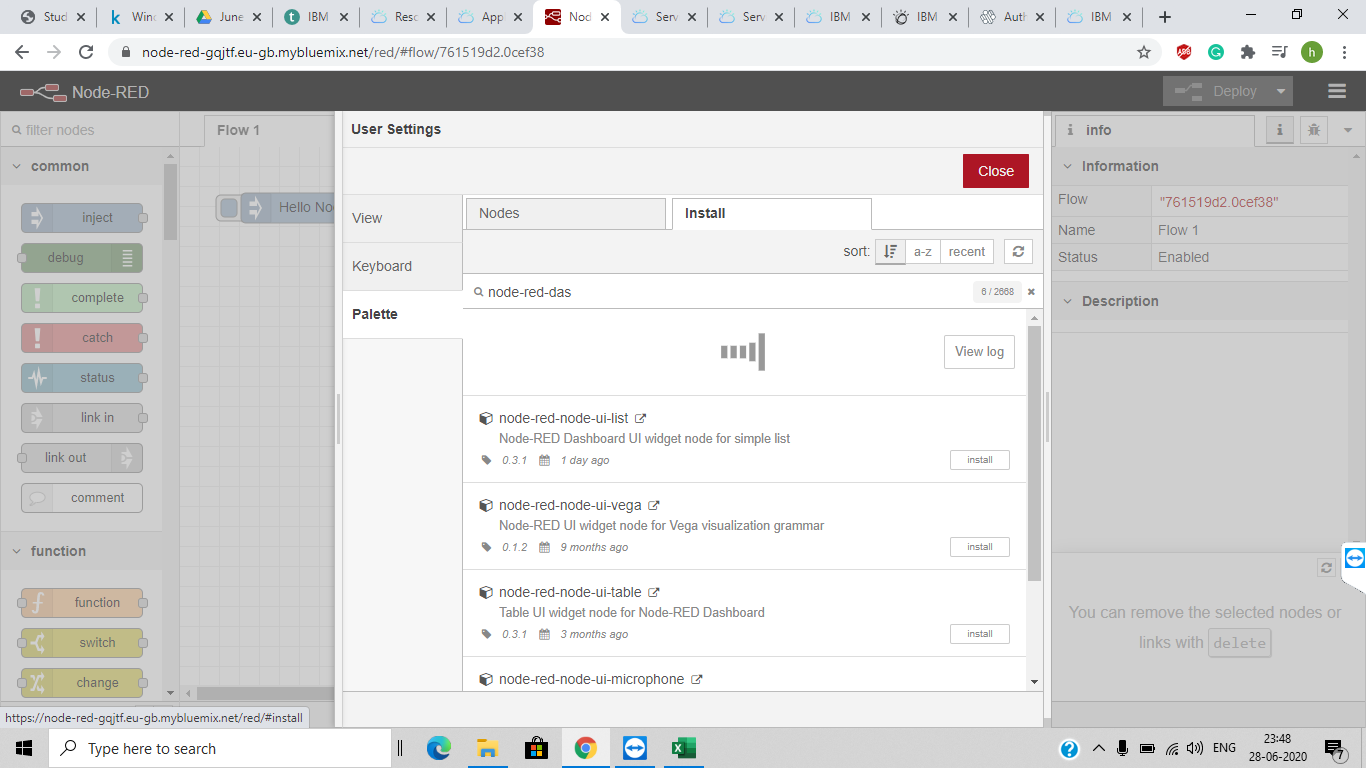 Stud
Winc
June
IBM
Resc
Appl
Nod
Serv
Serv
IBM
IBM
Auth
IBM
node-red-gqjtf.eu-gb.mybluemix.net/red/#flow/761519d2.0cef38
h
Node-RED
Deploy
filter nodes
Flow 1
User Settings
info
common
Close
Information
inject
Hello No
View
Nodes
Install
Flow
"761519d2.0cef38"
Name
Flow 1
debug
sort:
a-z
recent
Status
Enabled
Keyboard
complete
node-red-das
6 / 2668
Description
Palette
catch
View log
status
link in
node-red-node-ui-list
Node-RED Dashboard UI widget node for simple list
link out
0.3.1
1 day ago
install
comment
node-red-node-ui-vega
Node-RED UI widget node for Vega visualization grammar
function
0.1.2
9 months ago
install
function
node-red-node-ui-table
Table UI widget node for Node-RED Dashboard
You can remove the selected nodes or
links with delete
switch
0.3.1
3 months ago
install
change
node-red-node-ui-microphone
https://node-red-gqjtf.eu-gb.mybluemix.net/red/#install
Type here to search
ENG
23:48
28-06-2020
7